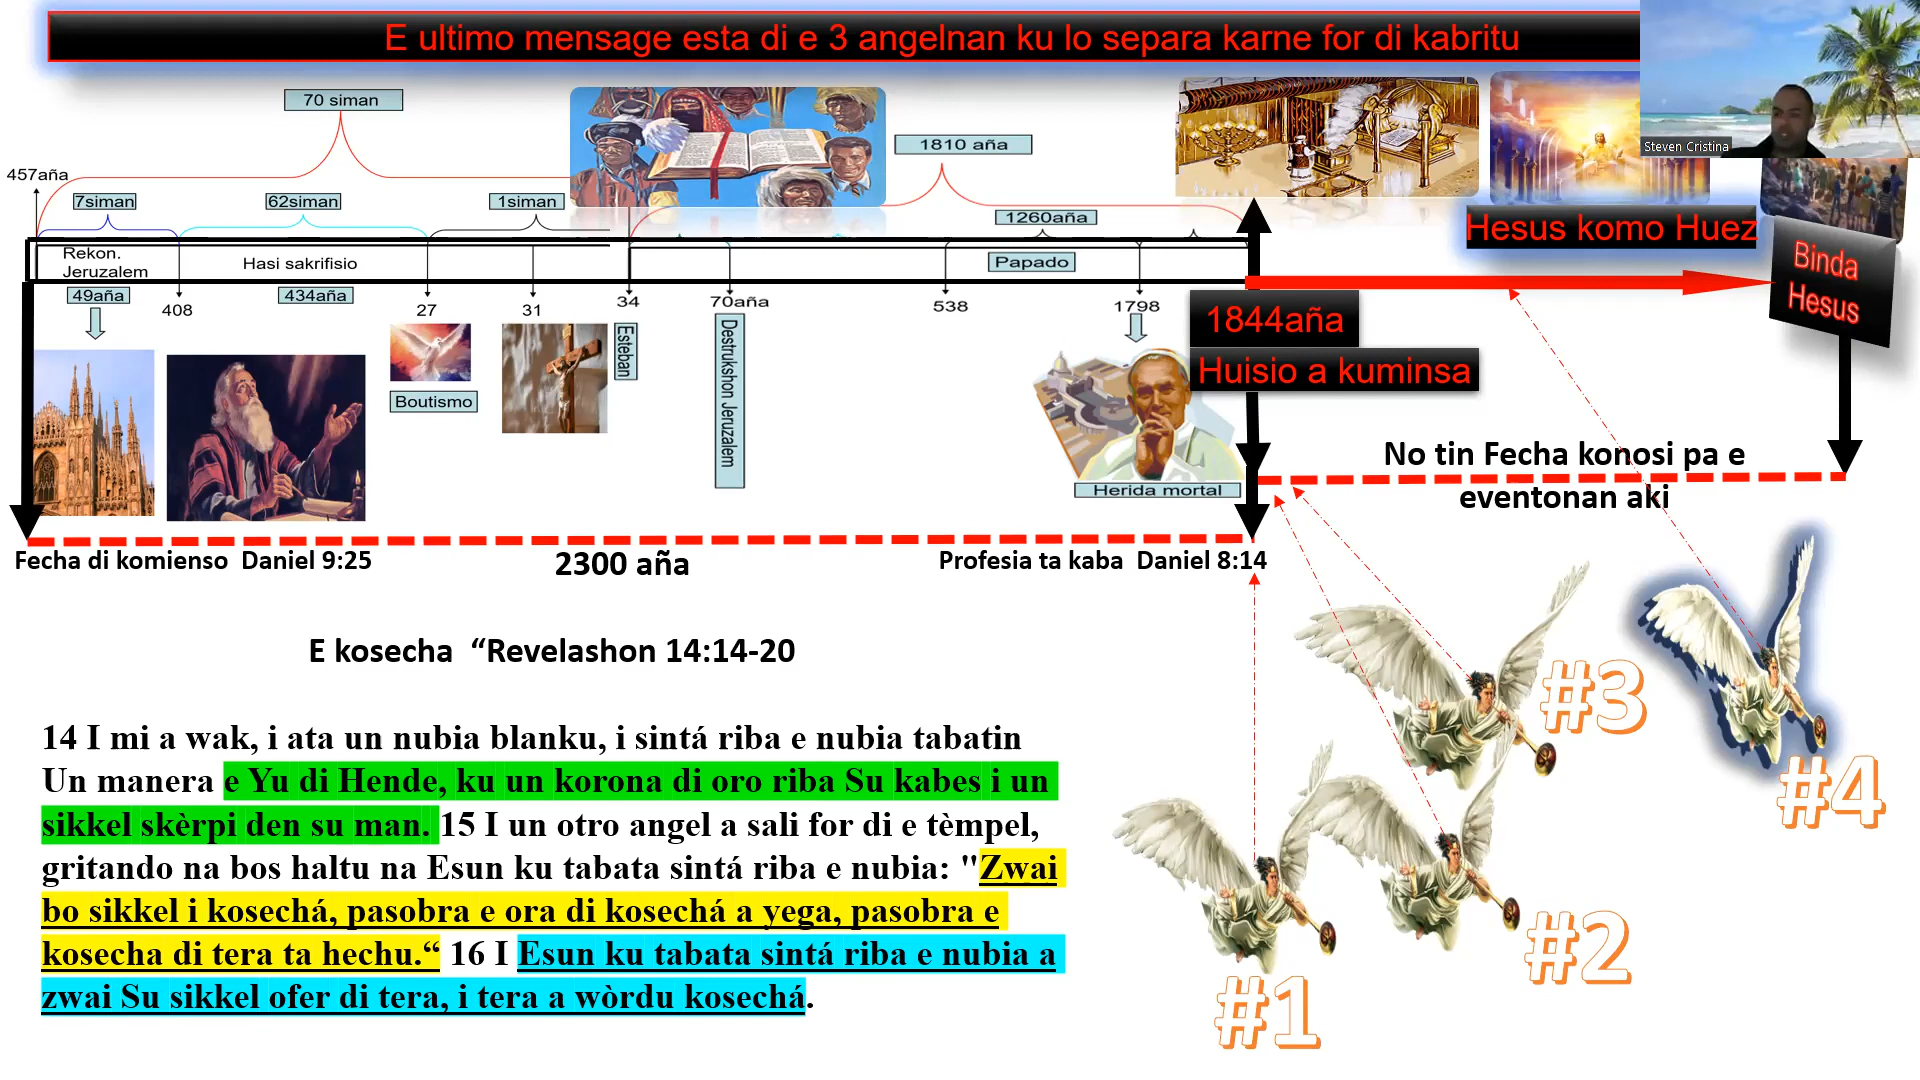 E ultimo mensage esta di e 3 angelnan ku lo separa karne for di kabritu
Steven Cristina
70 siman
1810 aña
457aña
7siman
62siman
1siman
1260aña
Hesus komo Huez
Rekon.
Jeruzalem
Hasi sakrifisio
Papado
Binda
Hesus
49aña
434aña
408
27
31
34
70aña
538
1798
1844aña
Esteban
Destrukshon Jeruzalem
Huisio a kuminsa
Boutismo
Herida mortal
No tin Fecha konosi pa e
eventonan aki
Fecha di komienso Daniel 9:25
2300 aña
Profesia ta kaba Daniel 8:14
E kosecha “Revelashon 14:14-20
14 I mi a wak, i ata un nubia blanku, i sintá riba e nubia tabatin
Un manera e Yu di Hende, ku un korona di oro riba Su kabes i un
sikkel skèrpi den su man. 15 I un otro angel a sali for di e tèmpel,
gritando na bos haltu na Esun ku tabata sintá riba e nubia: "Zwai
bo sikkel i kosechá, pasobra e ora di kosechá a yega, pasobra e
kosecha di tera ta hechu.“ 16 I Esun ku tabata sintá riba e nubia a
zwai Su sikkel ofer di tera, i tera a wòrdu kosechá.
#3
#4
#2
#1